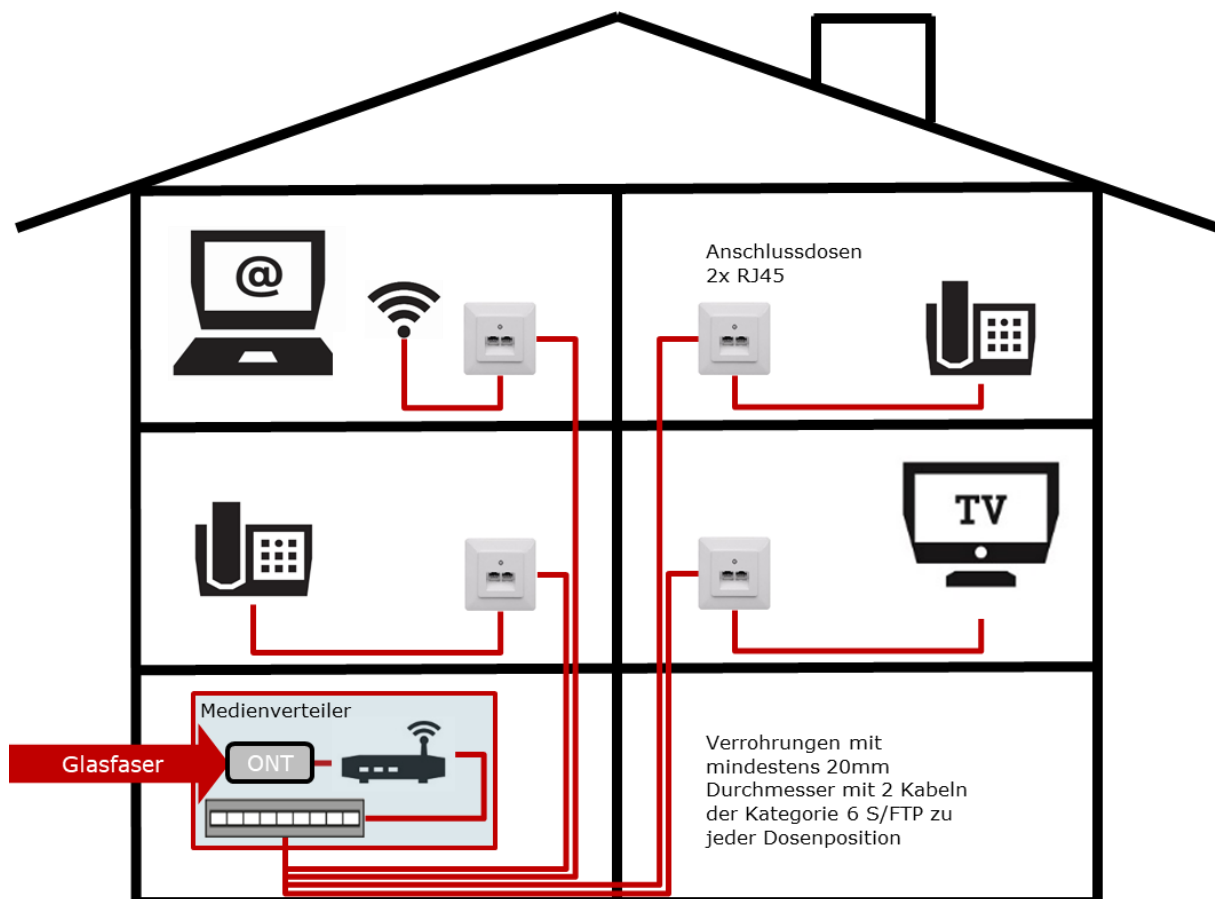 @
Anschlussdosen
2x RJ45
TV
Medienverteiler
Glasfaser
ONT
Verrohrungen mit
mindestens 20mm
Durchmesser mit 2 Kabeln
der Kategorie 6 S/FTP zu
jeder Dosenposition